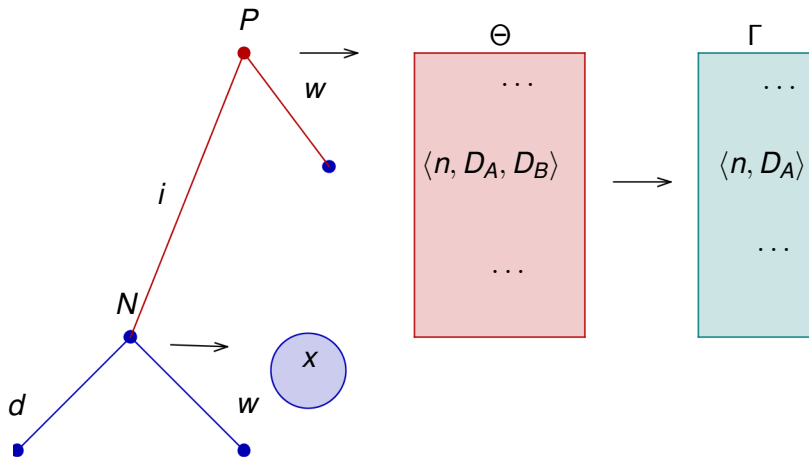 P
Θ
Γ
w
...
...
⟨n, D_A, D_B⟩
⟨n, D_A⟩
i
...
...
N
x
d
w